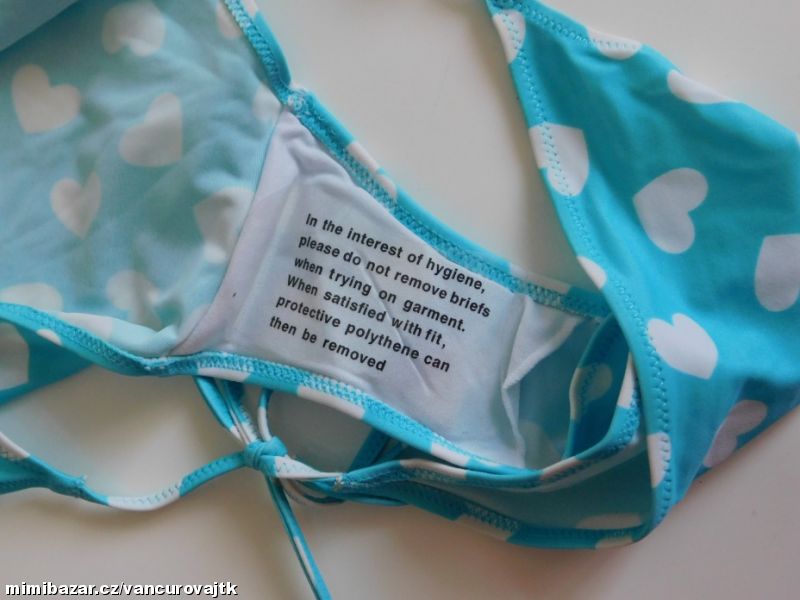 In the interest of hygiene,
please do not remove briefs
when trying on garment.
When satisfied with fit,
protective polythene can
then be removed
mimibazar.cz/vancurovajtk